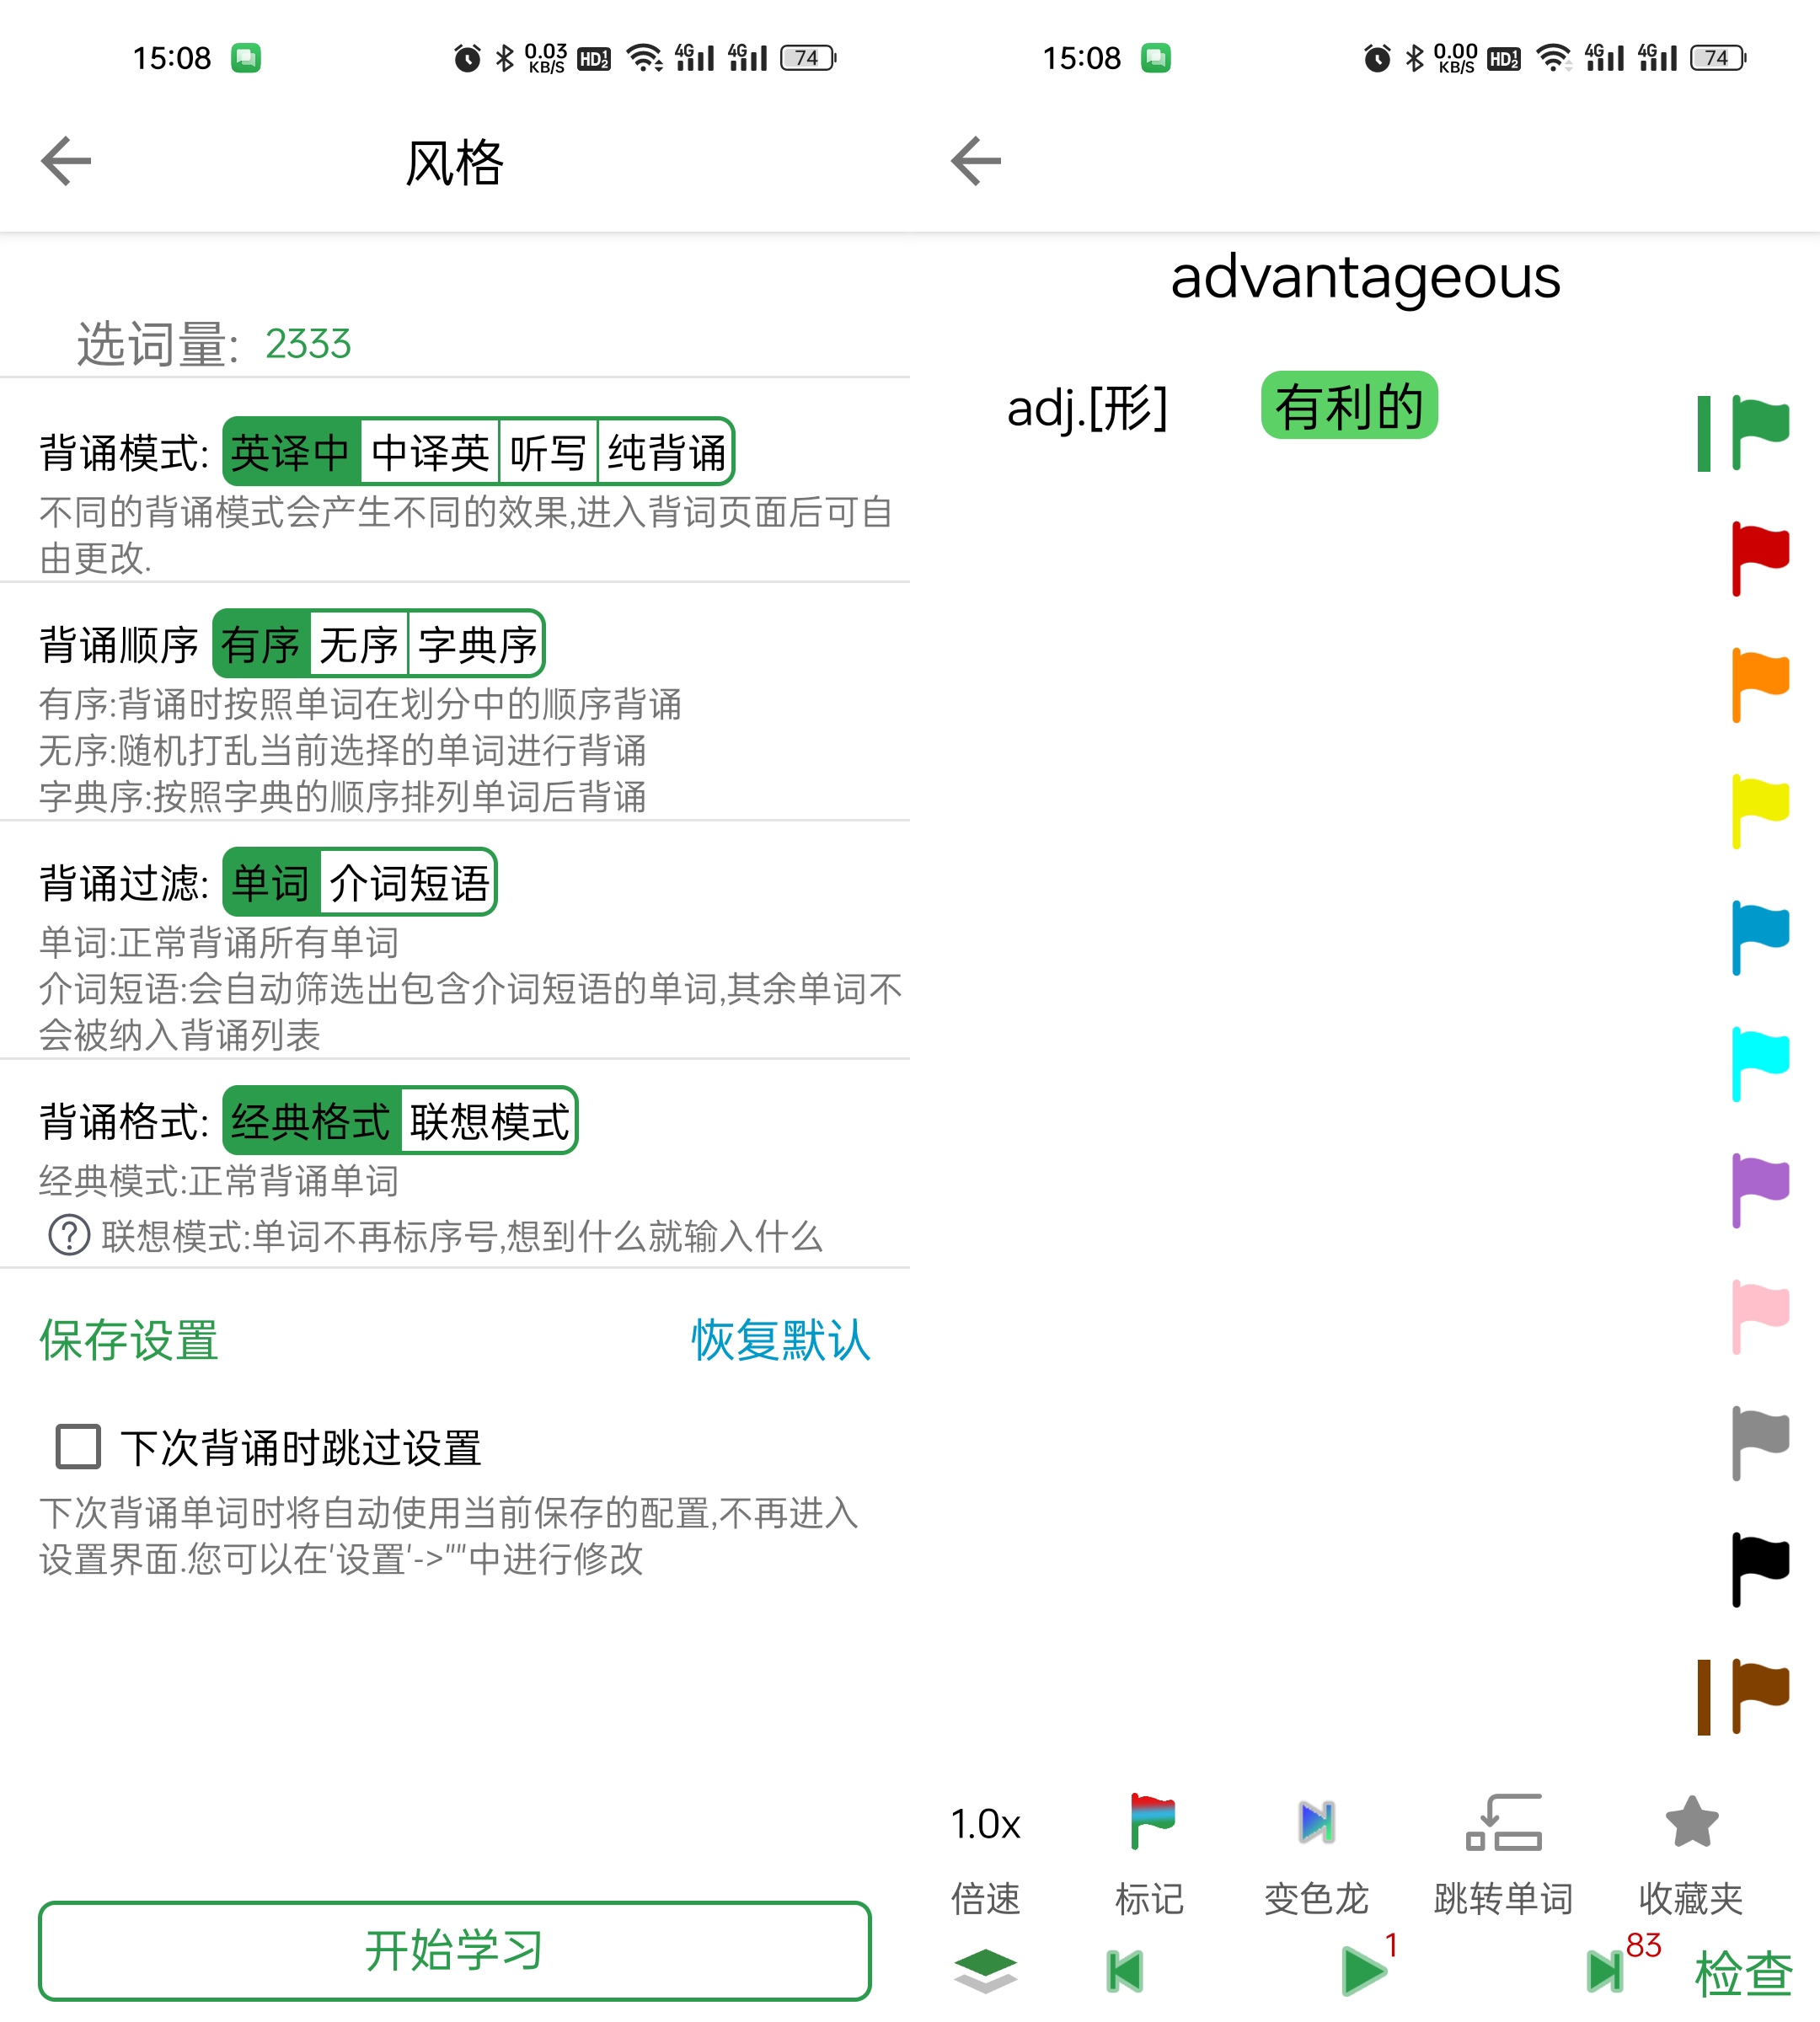 15:08
0.03 KB/S
HD 1 2
4G
4G
74
风格
选词量: 2333
背诵模式: 英译中 中译英 听写 纯背诵
不同的背诵模式会产生不同的效果,进入背词页面后可自
由更改.
背诵顺序 有序 无序 字典序
有序:背诵时按照单词在划分中的顺序背诵
无序:随机打乱当前选择的单词进行背诵
字典序:按照字典的顺序排列单词后背诵
背诵过滤: 单词 介词短语
单词:正常背诵所有单词
介词短语:会自动筛选出包含介词短语的单词,其余单词不
会被纳入背诵列表
背诵格式: 经典格式 联想模式
经典模式:正常背诵单词
? 联想模式:单词不再标序号,想到什么就输入什么
保存设置 恢复默认
下次背诵时跳过设置
下次背诵单词时将自动使用当前保存的配置,不再进入
设置界面.您可以在'设置'->""中进行修改
开始学习
15:08
0.00 KB/S
HD 1 2
4G
4G
74
advantageous
adj.[形] 有利的
1.0x
倍速 标记 变色龙 跳转单词 收藏夹
1 83 检查